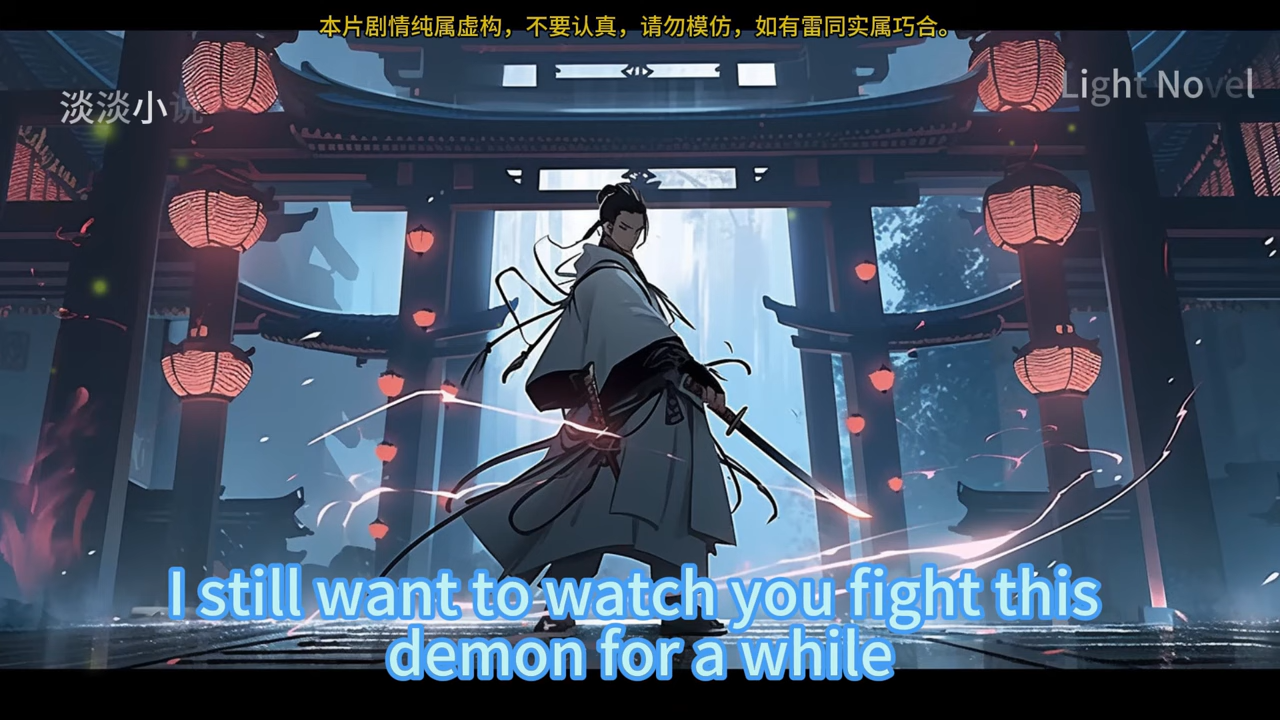 本片剧情纯属虚构，不要认真，请勿模仿，如有雷同实属巧合。
淡淡小说
Light Novel
I still want to watch you fight this
demon for a while